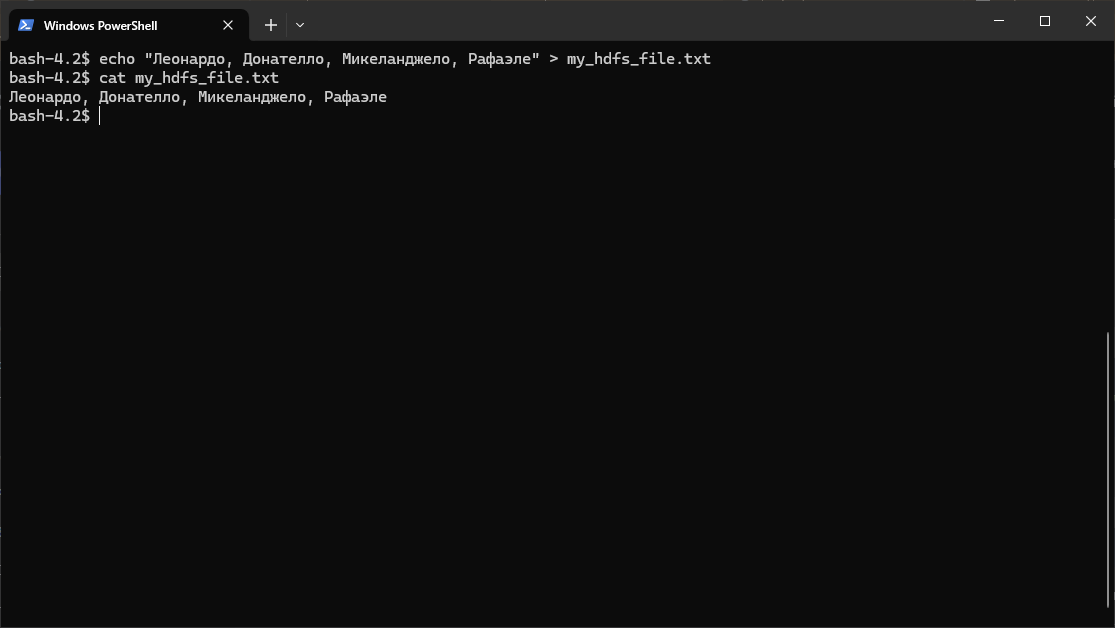 Windows PowerShell
bash-4.2$ echo "Леонардо, Донателло, Микеланджело, Рафаэле" > my_hdfs_file.txt
bash-4.2$ cat my_hdfs_file.txt
Леонардо, Донателло, Микеланджело, Рафаэле
bash-4.2$